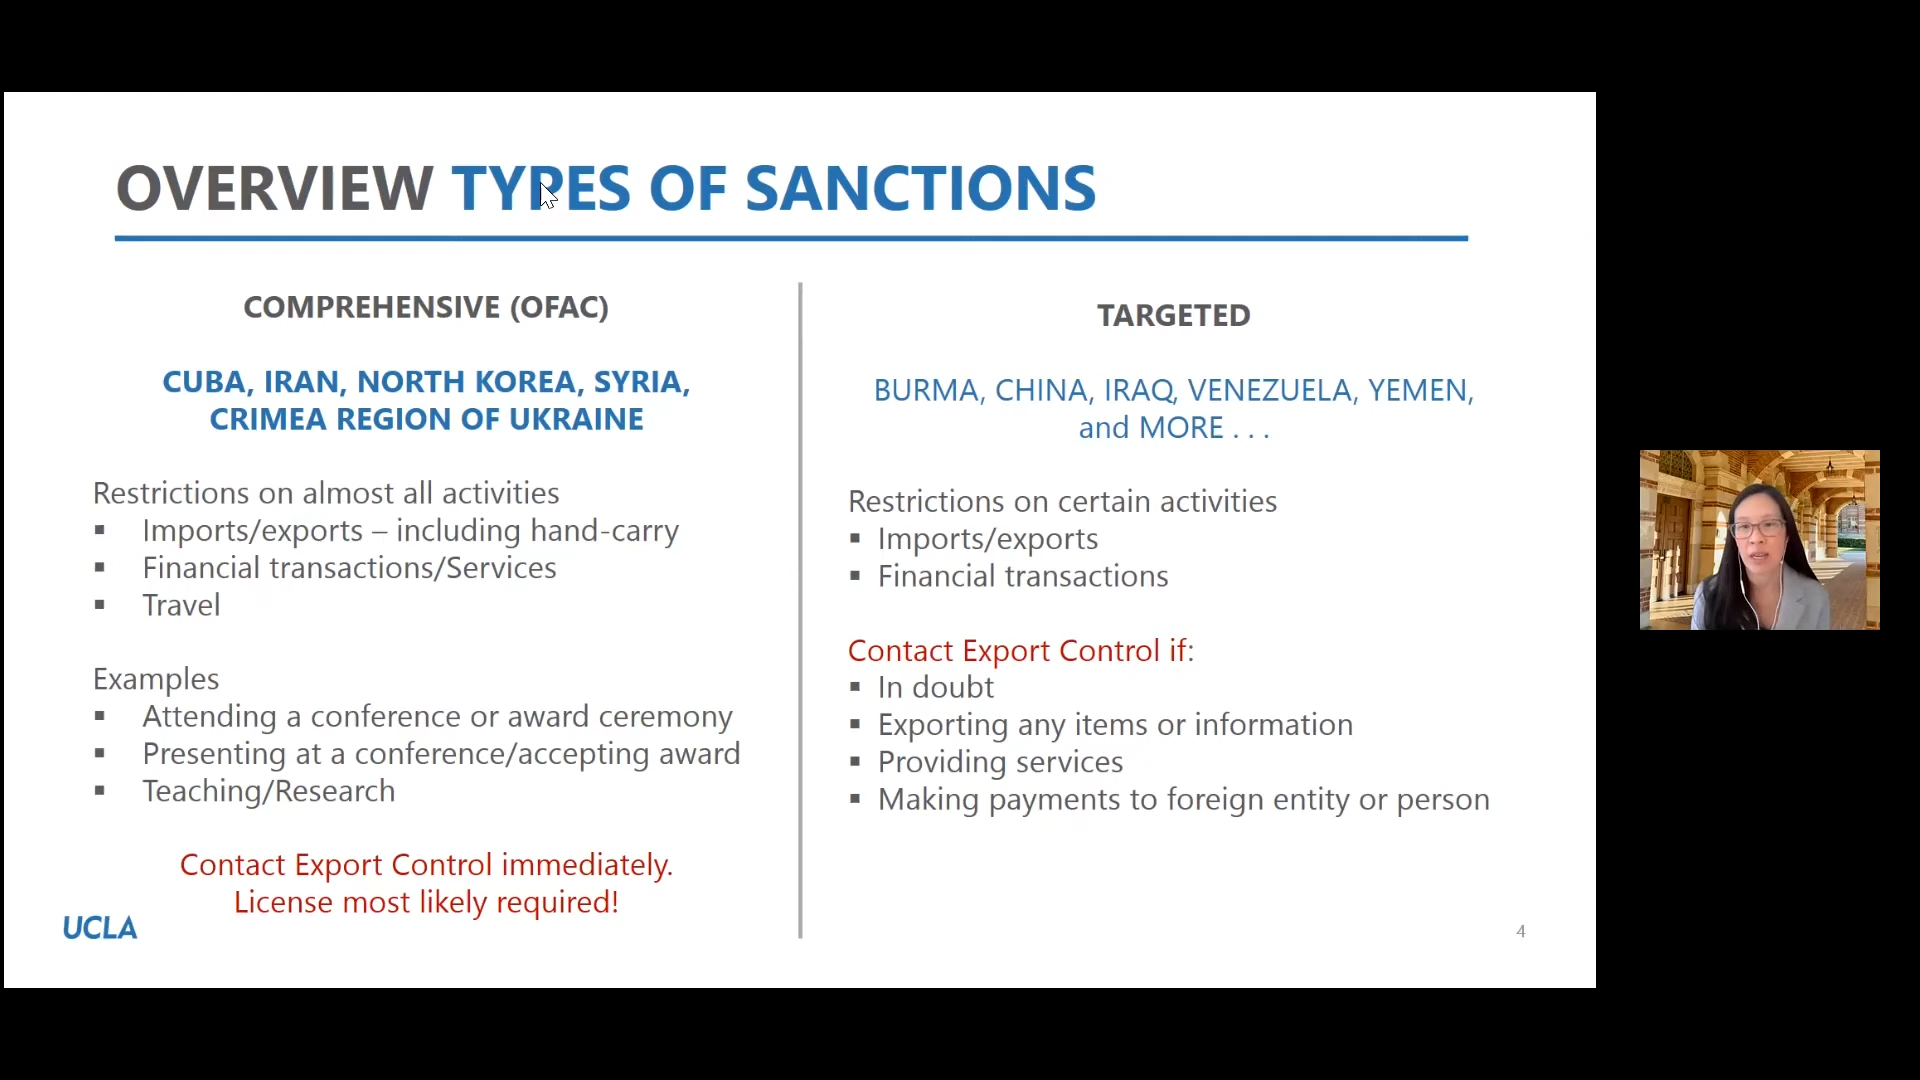 OVERVIEW TYPES OF SANCTIONS
COMPREHENSIVE (OFAC)
CUBA, IRAN, NORTH KOREA, SYRIA,
CRIMEA REGION OF UKRAINE
Restrictions on almost all activities
▪ Imports/exports – including hand-carry
▪ Financial transactions/Services
▪ Travel
Examples
▪ Attending a conference or award ceremony
▪ Presenting at a conference/accepting award
▪ Teaching/Research
Contact Export Control immediately.
License most likely required!
TARGETED
BURMA, CHINA, IRAQ, VENEZUELA, YEMEN,
and MORE . . .
Restrictions on certain activities
▪ Imports/exports
▪ Financial transactions
Contact Export Control if:
▪ In doubt
▪ Exporting any items or information
▪ Providing services
▪ Making payments to foreign entity or person
UCLA
4